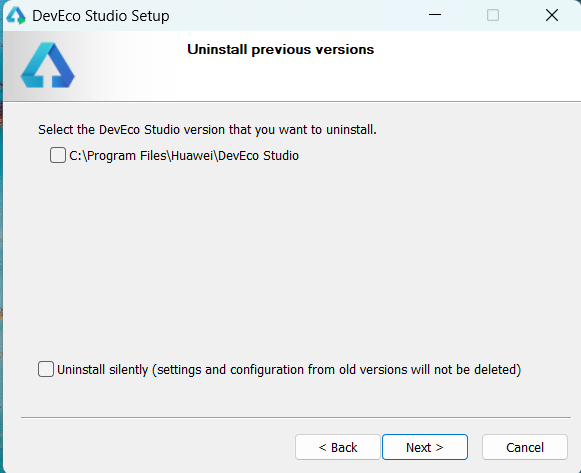 DevEco Studio Setup
Uninstall previous versions
Select the DevEco Studio version that you want to uninstall.
C:\Program Files\Huawei\DevEco Studio
Uninstall silently (settings and configuration from old versions will not be deleted)
< Back Next > Cancel